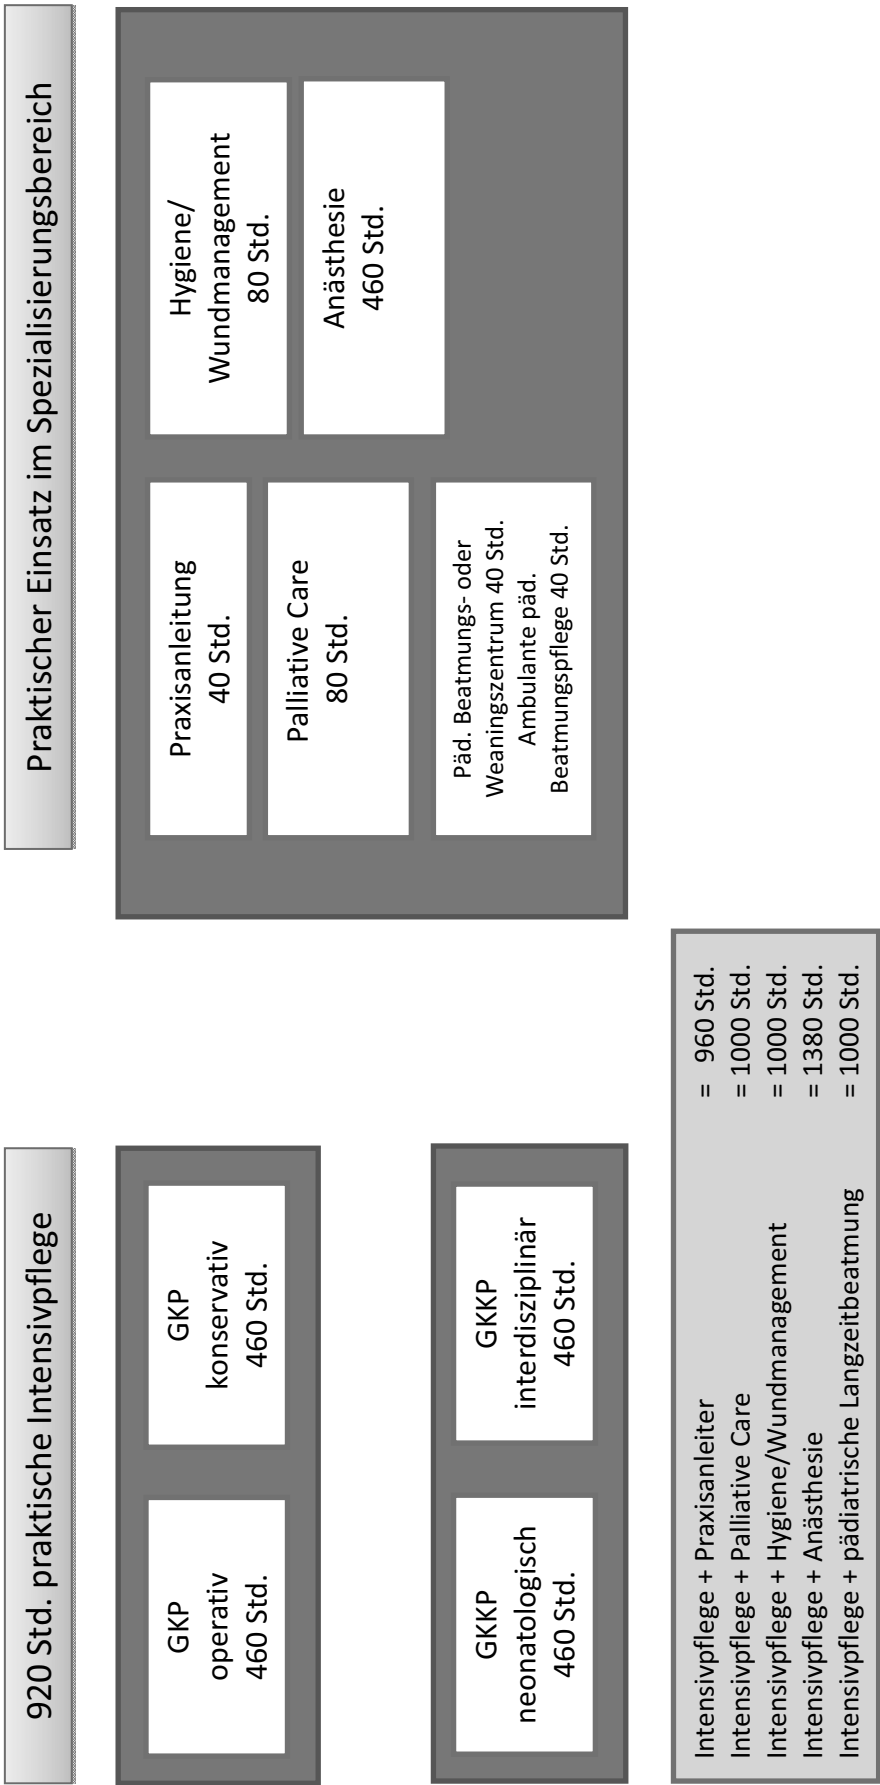 920 Std. praktische Intensivpflege
Praktischer Einsatz im Spezialisierungsbereich
GKP
operativ
460 Std.
GKP
konservativ
460 Std.
GKKP
neonatologisch
460 Std.
GKKP
interdisziplinär
460 Std.
Praxisanleitung
40 Std.
Hygiene/
Wundmanagement
80 Std.
Palliative Care
80 Std.
Anästhesie
460 Std.
Päd. Beatmungs- oder
Weaningszentrum 40 Std.
Ambulante päd.
Beatmungspflege 40 Std.
Intensivpflege + Praxisanleiter = 960 Std.
Intensivpflege + Palliative Care = 1000 Std.
Intensivpflege + Hygiene/Wundmanagement = 1000 Std.
Intensivpflege + Anästhesie = 1380 Std.
Intensivpflege + pädiatrische Langzeitbeatmung = 1000 Std.